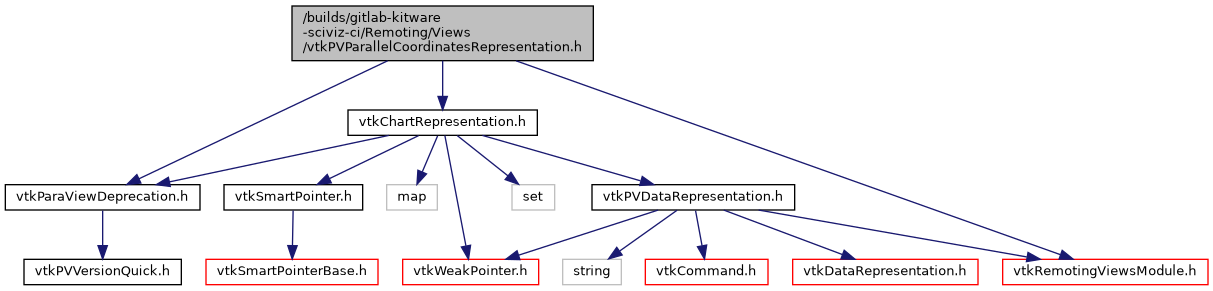 /builds/gitlab-kitware
-sciviz-ci/Remoting/Views
/vtkPVParallelCoordinatesRepresentation.h
vtkChartRepresentation.h
vtkParaViewDeprecation.h
vtkSmartPointer.h
map
set
vtkPVDataRepresentation.h
vtkPVVersionQuick.h
vtkSmartPointerBase.h
vtkWeakPointer.h
string
vtkCommand.h
vtkDataRepresentation.h
vtkRemotingViewsModule.h